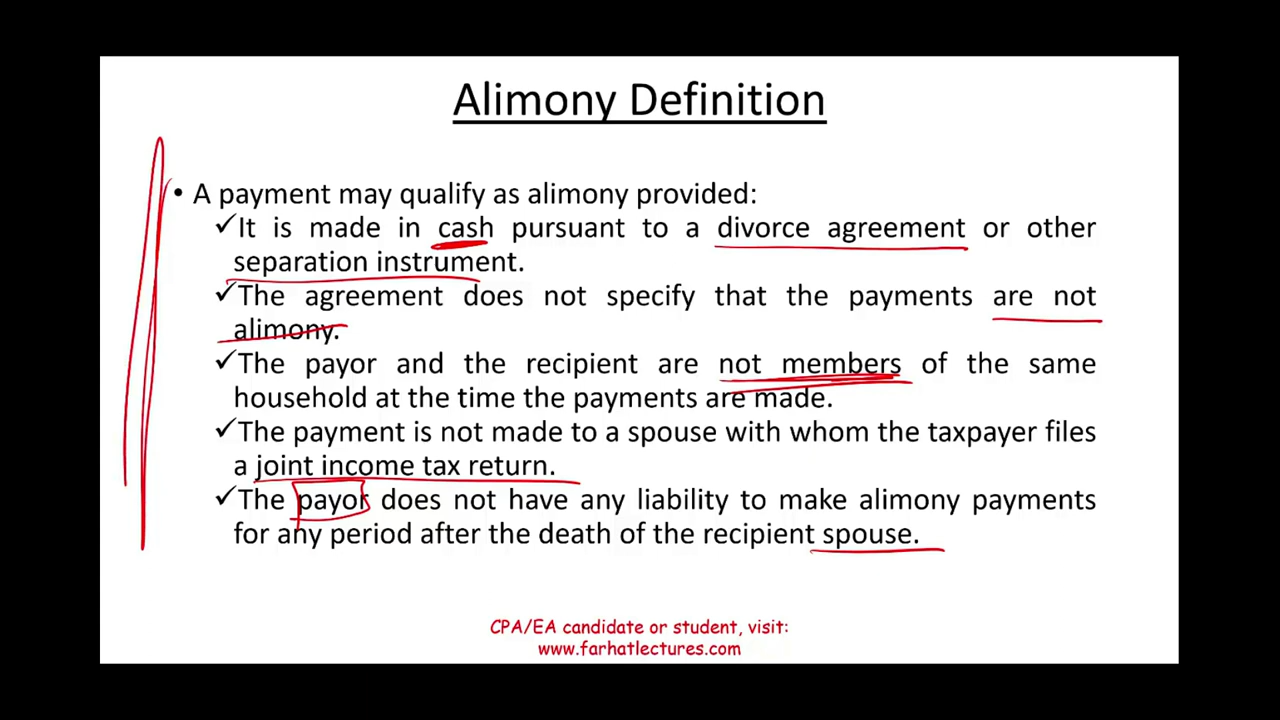 Alimony Definition
• A payment may qualify as alimony provided:
✓It is made in cash pursuant to a divorce agreement or other
separation instrument.
✓The agreement does not specify that the payments are not
alimony.
✓The payor and the recipient are not members of the same
household at the time the payments are made.
✓The payment is not made to a spouse with whom the taxpayer files
a joint income tax return.
✓The payor does not have any liability to make alimony payments
for any period after the death of the recipient spouse.
CPA/EA candidate or student, visit:
www.farhatlectures.com